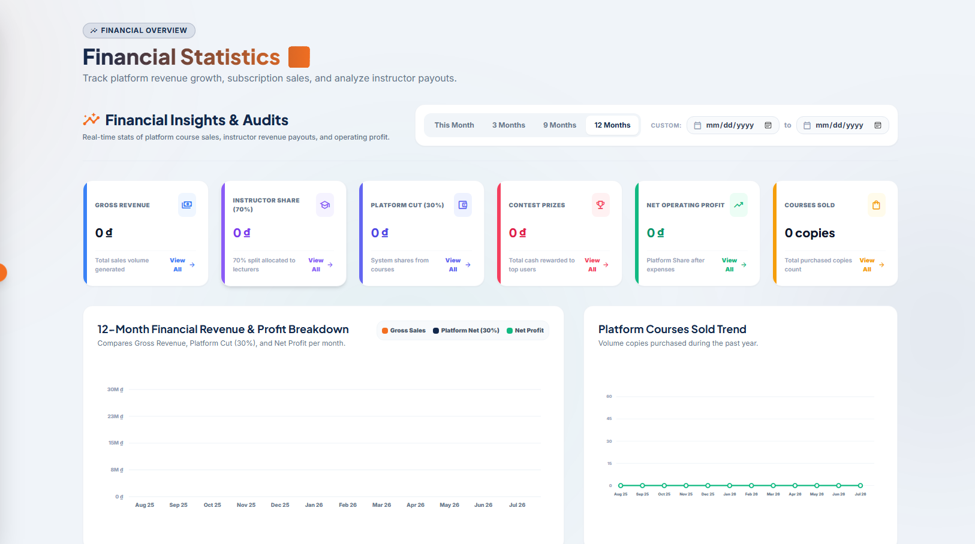 FINANCIAL OVERVIEW
Financial Statistics
Track platform revenue growth, subscription sales, and analyze instructor payouts.
Financial Insights & Audits
Real-time stats of platform course sales, instructor revenue payouts, and operating profit.
This Month 3 Months 9 Months 12 Months CUSTOM: mm/dd/yyyy to mm/dd/yyyy
GROSS REVENUE
0 ₫
Total sales volume
generated
View
All
INSTRUCTOR SHARE
(70%)
0 ₫
70% split allocated to
lecturers
View
All
PLATFORM CUT (30%)
0 ₫
System shares from
courses
View
All
CONTEST PRIZES
0 ₫
Total cash rewarded to
top users
View
All
NET OPERATING PROFIT
0 ₫
Platform Share after
expenses
View
All
COURSES SOLD
0 copies
Total purchased copies
count
View
All
12-Month Financial Revenue & Profit Breakdown
Compares Gross Revenue, Platform Cut (30%), and Net Profit per month.
Gross Sales Platform Net (30%) Net Profit
30M ₫
23M ₫
15M ₫
8M ₫
0 ₫
Aug 25 Sep 25 Oct 25 Nov 25 Dec 25 Jan 26 Feb 26 Mar 26 Apr 26 May 26 Jun 26 Jul 26
Platform Courses Sold Trend
Volume copies purchased during the past year.
60
45
30
15
0
Aug 25 Sep 25 Oct 25 Nov 25 Dec 25 Jan 26 Feb 26 Mar 26 Apr 26 May 26 Jun 26 Jul 26